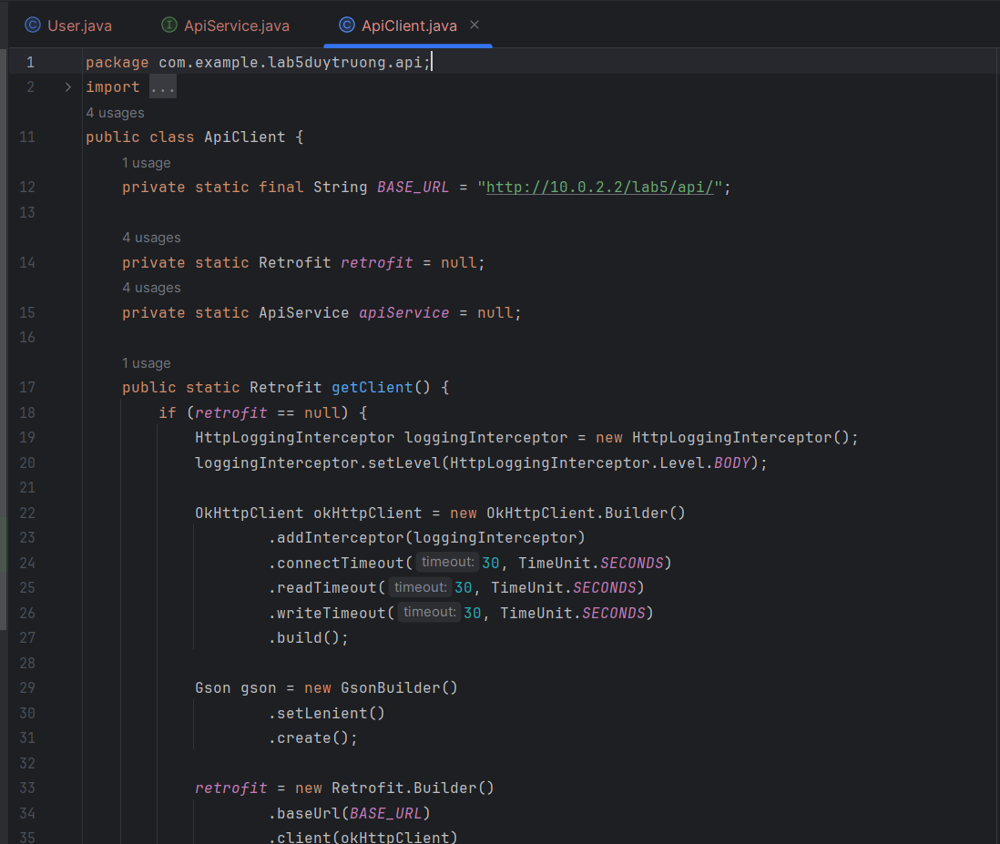 User.java ApiService.java ApiClient.java
1 package com.example.lab5duytruong.api;
2 import ...
4 usages
11 public class ApiClient {
1 usage
12 private static final String BASE_URL = "http://10.0.2.2/lab5/api/";
13
4 usages
14 private static Retrofit retrofit = null;
4 usages
15 private static ApiService apiService = null;
16
1 usage
17 public static Retrofit getClient() {
18 if (retrofit == null) {
19 HttpLoggingInterceptor loggingInterceptor = new HttpLoggingInterceptor();
20 loggingInterceptor.setLevel(HttpLoggingInterceptor.Level.BODY);
21
22 OkHttpClient okHttpClient = new OkHttpClient.Builder()
23 .addInterceptor(loggingInterceptor)
24 .connectTimeout( timeout: 30, TimeUnit.SECONDS)
25 .readTimeout( timeout: 30, TimeUnit.SECONDS)
26 .writeTimeout( timeout: 30, TimeUnit.SECONDS)
27 .build();
28
29 Gson gson = new GsonBuilder()
30 .setLenient()
31 .create();
32
33 retrofit = new Retrofit.Builder()
34 .baseUrl(BASE_URL)
35 .client(okHttpClient)